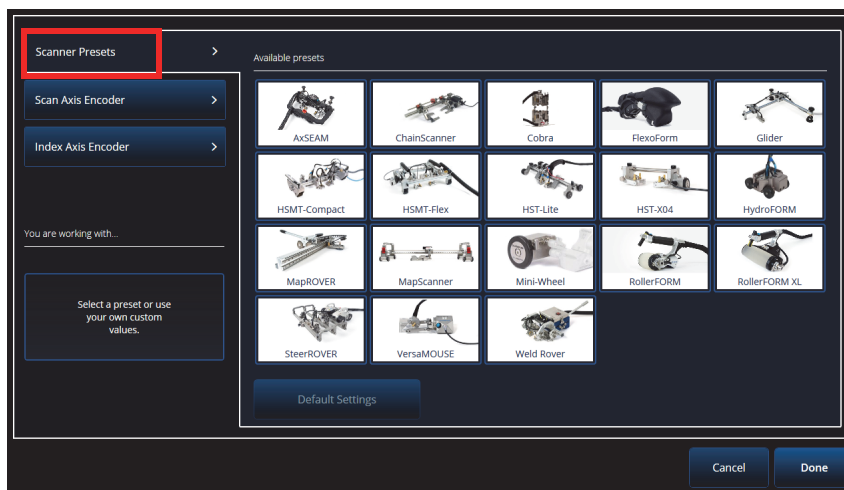 Scanner Presets
Scan Axis Encoder
Index Axis Encoder
You are working with...
Select a preset or use
your own custom
values.
Available presets
AxSEAM
ChainScanner
Cobra
FlexoForm
Glider
HSMT-Compact
HSMT-Flex
HST-Lite
HST-X04
HydroFORM
MapROVER
MapScanner
Mini-Wheel
RollerFORM
RollerFORM XL
SteerROVER
VersaMOUSE
Weld Rover
Default Settings
Cancel
Done